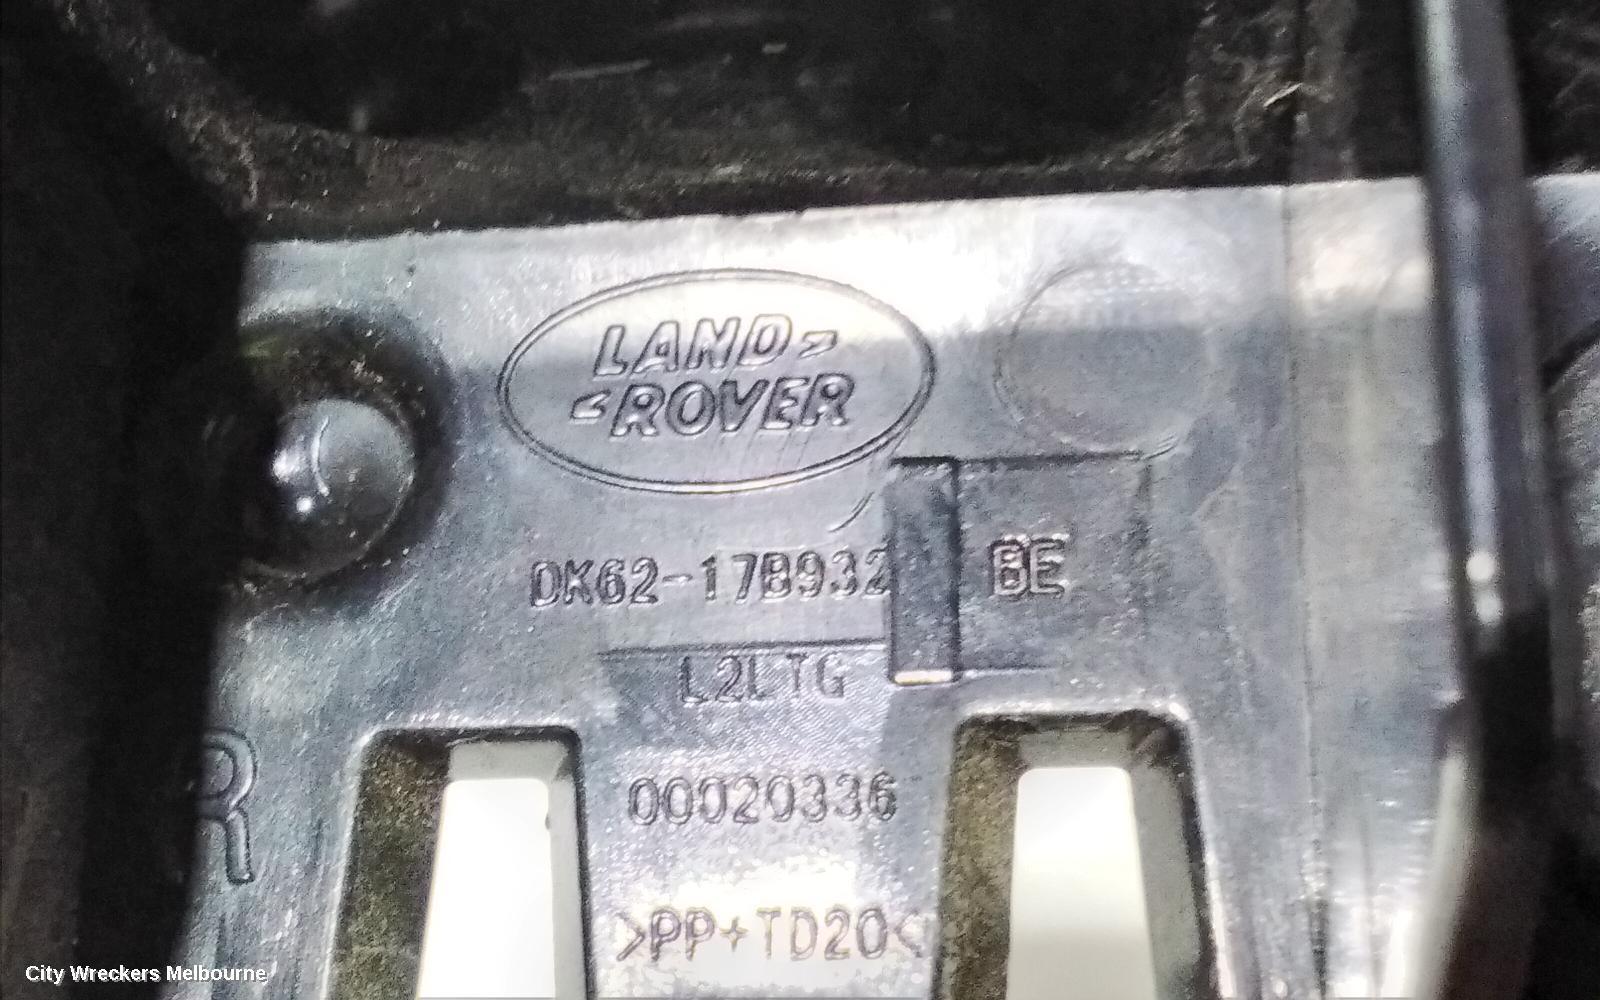 LAND
ROVER
DK62-17B932
BE
L2LTG
R
00020336
>PP+TD20<
City Wreckers Melbourne